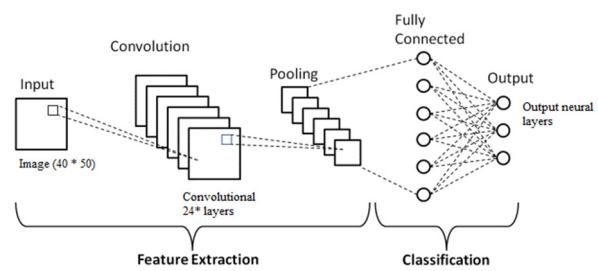 Fully
Connected
Convolution
Pooling
Input
Output
Output neural
layers
Image (40 * 50)
Convolutional
24* layers
Feature Extraction
Classification